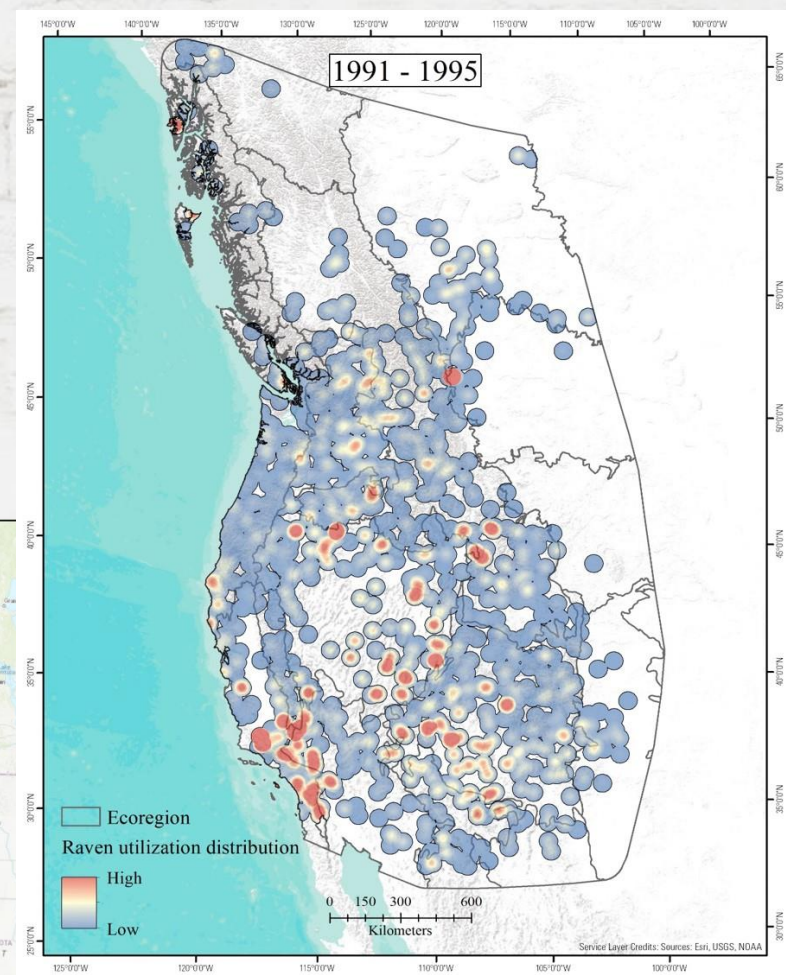 145°0'0"W 140°0'0"W 135°0'0"W 130°0'0"W 125°0'0"W 120°0'0"W 115°0'0"W 110°0'0"W 105°0'0"W 100°0'0"W
1991 - 1995
55°0'0"N
50°0'0"N
45°0'0"N
40°0'0"N
35°0'0"N
30°0'0"N
25°0'0"N
65°0'0"N
60°0'0"N
55°0'0"N
50°0'0"N
45°0'0"N
40°0'0"N
35°0'0"N
30°0'0"N
Ecoregion
Raven utilization distribution
High
Low
0 150 300 600
Kilometers
Service Layer Credits: Sources: Esri, USGS, NOAA
125°0'0"W 120°0'0"W 115°0'0"W 110°0'0"W 105°0'0"W 100°0'0"W